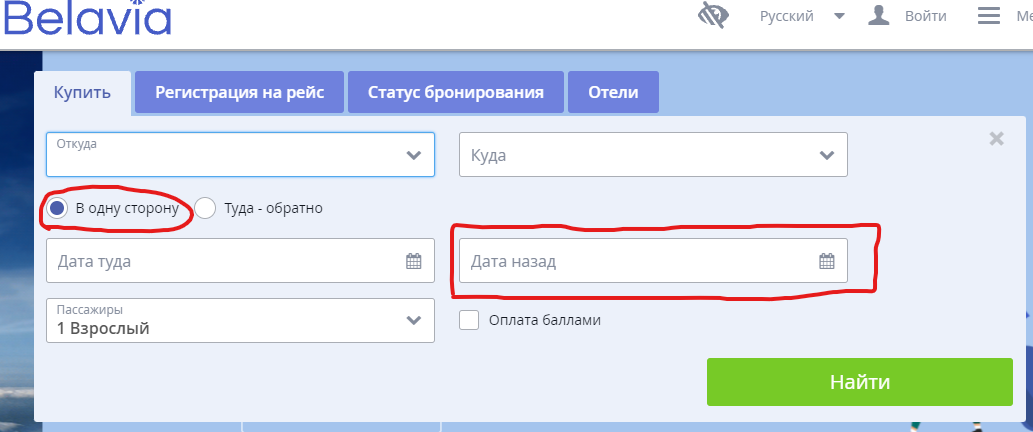 Belavia
Русский Войти Ме
Купить Регистрация на рейс Статус бронирования Отели
Откуда
Куда
В одну сторону Туда - обратно
Дата туда Дата назад
Пассажиры
1 Взрослый
Оплата баллами
Найти